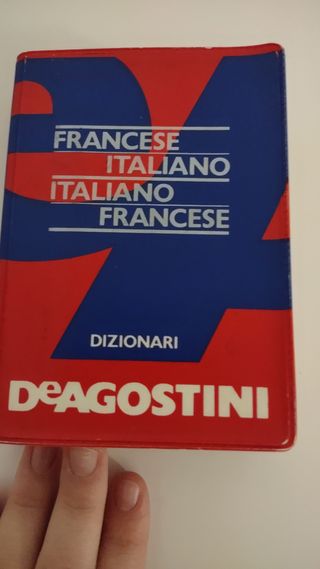 FRANCESE
ITALIANO
ITALIANO
FRANCESE
DIZIONARI
DeAGOSTINI